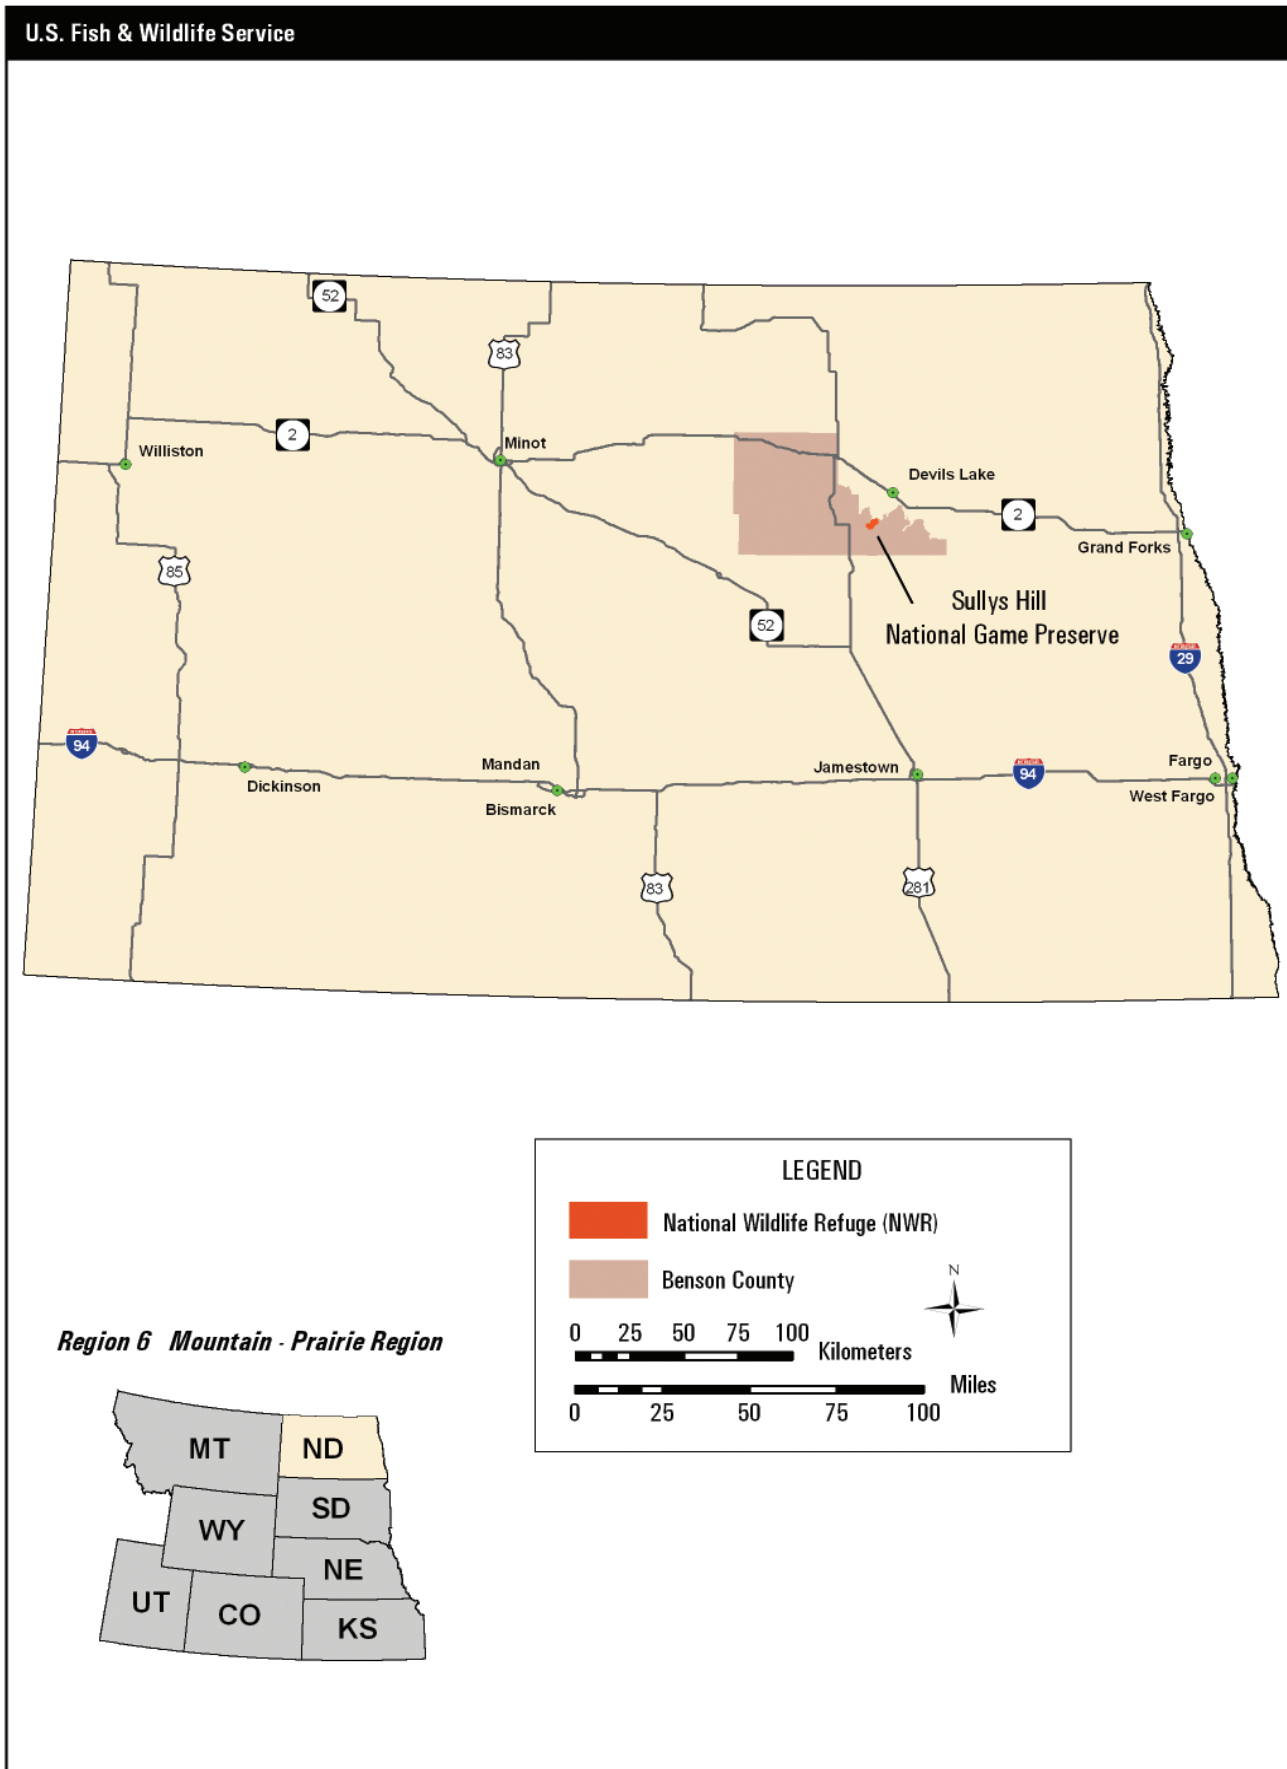 U.S. Fish & Wildlife Service
52
83
Minot
2
Williston
Devils Lake
2
Grand Forks
85
Sullys Hill
National Game Preserve
52
29
94
Mandan
Jamestown
94
Fargo
Dickinson
Bismarck
West Fargo
83
281
LEGEND
National Wildlife Refuge (NWR)
Benson County
N
0 25 50 75 100
Kilometers
Miles
0 25 50 75 100
Region 6 Mountain - Prairie Region
MT
ND
SD
WY
NE
UT
CO
KS